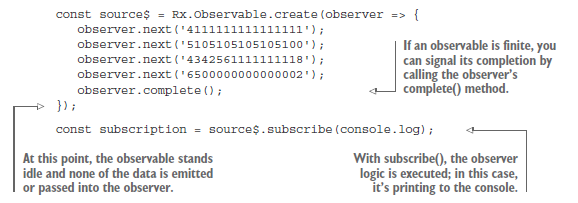 const source$ = Rx.Observable.create(observer => {
observer.next('4111111111111111');
observer.next('5105105105105100');
observer.next('4342561111111118');
observer.next('6500000000000002');
observer.complete();
});
If an observable is finite, you
can signal its completion by
calling the observer's
complete() method.
const subscription = source$.subscribe(console.log);
At this point, the observable stands
idle and none of the data is emitted
or passed into the observer.
With subscribe(), the observer
logic is executed; in this case,
it's printing to the console.